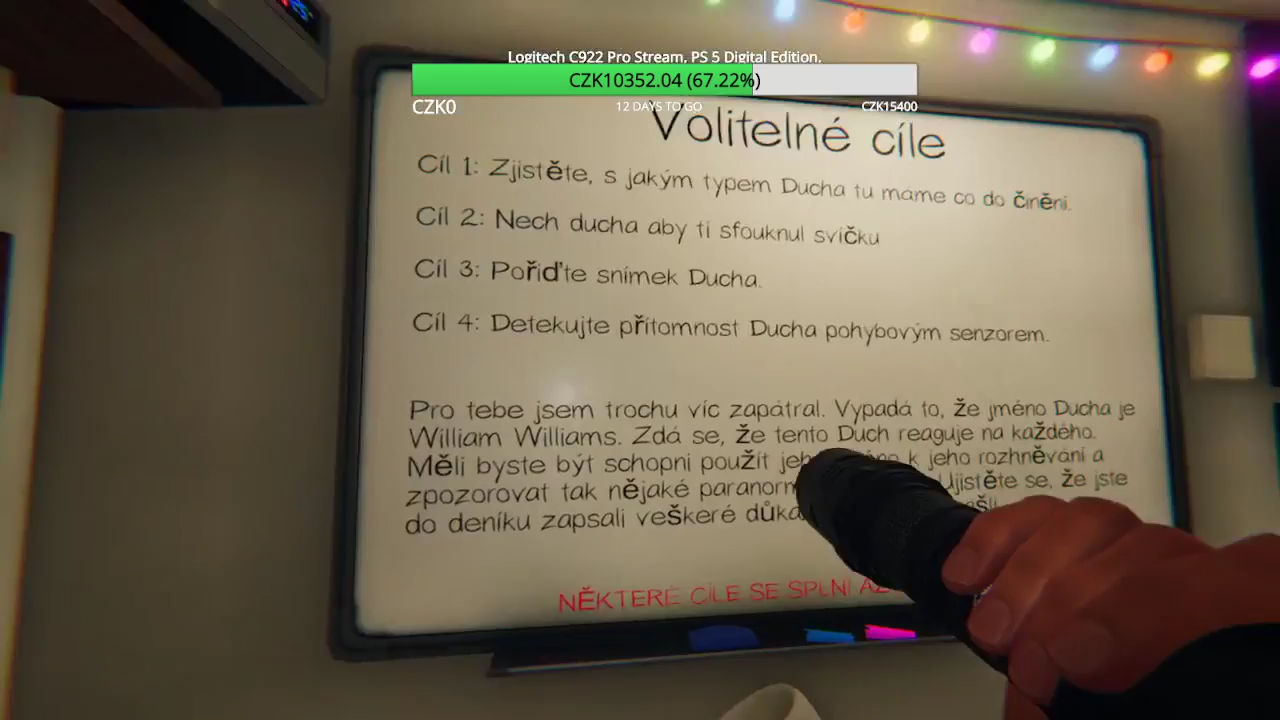 Logitech C922 Pro Stream, PS 5 Digital Edition.
CZK10352.04 (67.22%)
CZK0
12 DAYS TO GO
CZK15400
Volitelné cíle
Cíl 1: Zjistěte, s jakým typem Ducha tu máme co do činění.
Cíl 2: Nech ducha aby ti sfouknul svíčku
Cíl 3: Pořiďte snímek Ducha.
Cíl 4: Detekujte přítomnost Ducha pohybovým senzorem.
Pro tebe jsem trochu víc zapátral. Vypadá to, že jméno Ducha je
William Williams. Zdá se, že tento Duch reaguje na každého.
Měli byste být schopni použít k jeho rozhněvání a
zpozorovat tak nějaké Ujistěte se, že jste
do deníku zapsali veškeré
NĚKTERÉ CÍLE SE SPLNÍ